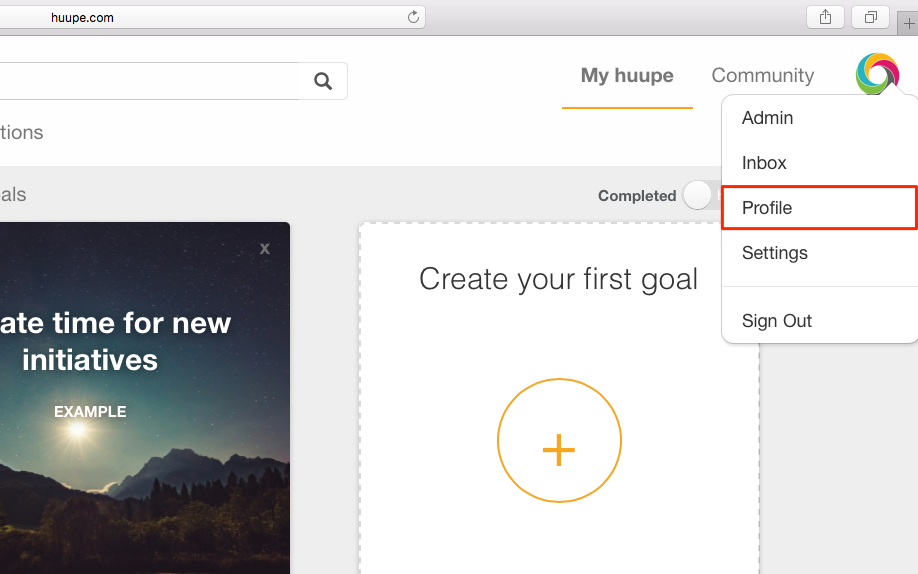 huupe.com
My huupe
Community
Admin
Inbox
Profile
Settings
Sign Out
tions
als
Completed
x
ate time for new
initiatives
EXAMPLE
Create your first goal
+